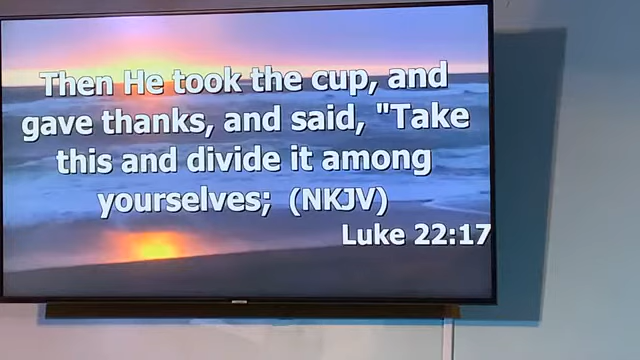 Then He took the cup, and
gave thanks, and said, "Take
this and divide it among
yourselves; (NKJV)
Luke 22:17